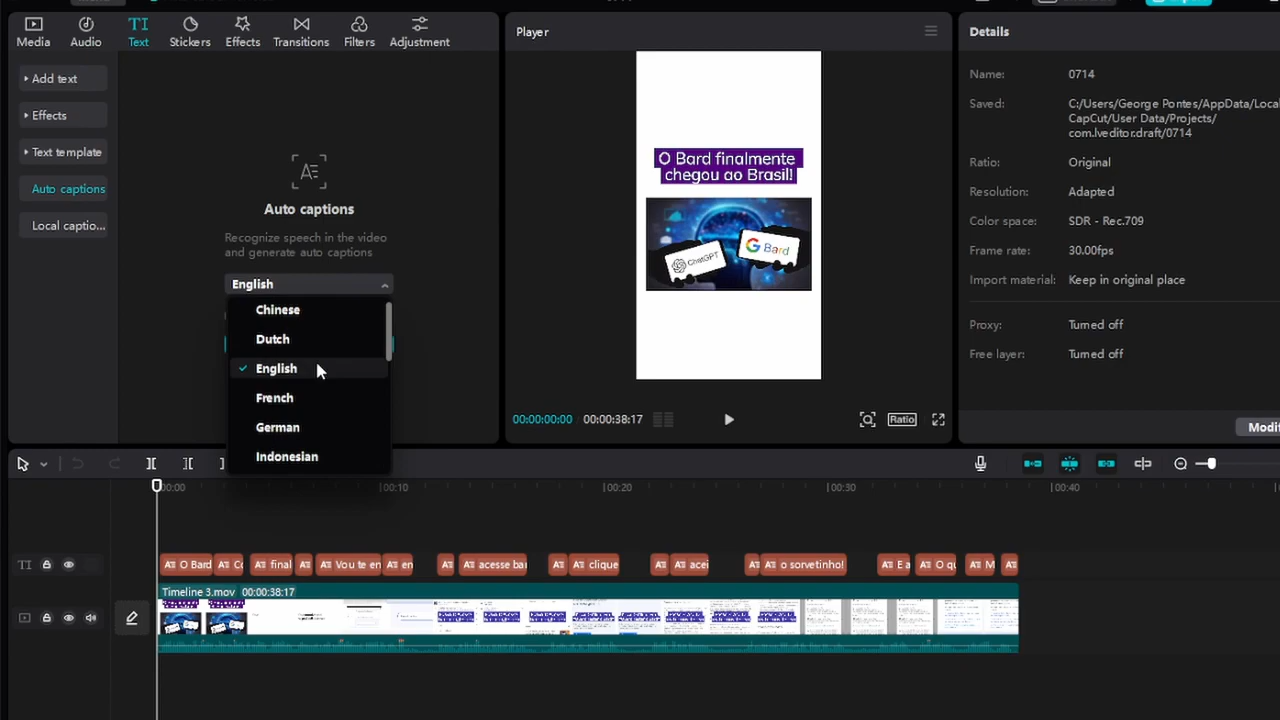 Media
Audio
TI
Text
Stickers
Effects
Transitions
Filters
Adjustment
Add text
Effects
Text template
Auto captions
Local captio...
AE
Auto captions
Recognize speech in the video
and generate auto captions
English
Chinese
Dutch
English
French
German
Indonesian
Player
O Bard finalmente
chegou ao Brasil!
ChatGPT
G Bard
00:00:00:00 / 00:00:38:17
Ratio
Details
Name: 0714
Saved: C:/Users/George Pontes/AppData/Loca
CapCut/User Data/Projects/
com.lveditor.draft/0714
Ratio: Original
Resolution: Adapted
Color space: SDR - Rec.709
Frame rate: 30.00fps
Import material: Keep in original place
Proxy: Turned off
Free layer: Turned off
Modif
00:00
00:10
00:20
00:30
00:40
TI
O Bard
Co
final
Vou te en
en
acesse bar
clique
acei
o sorvetinho!
E a
O qu
M
Timeline 3.mov 00:00:38:17